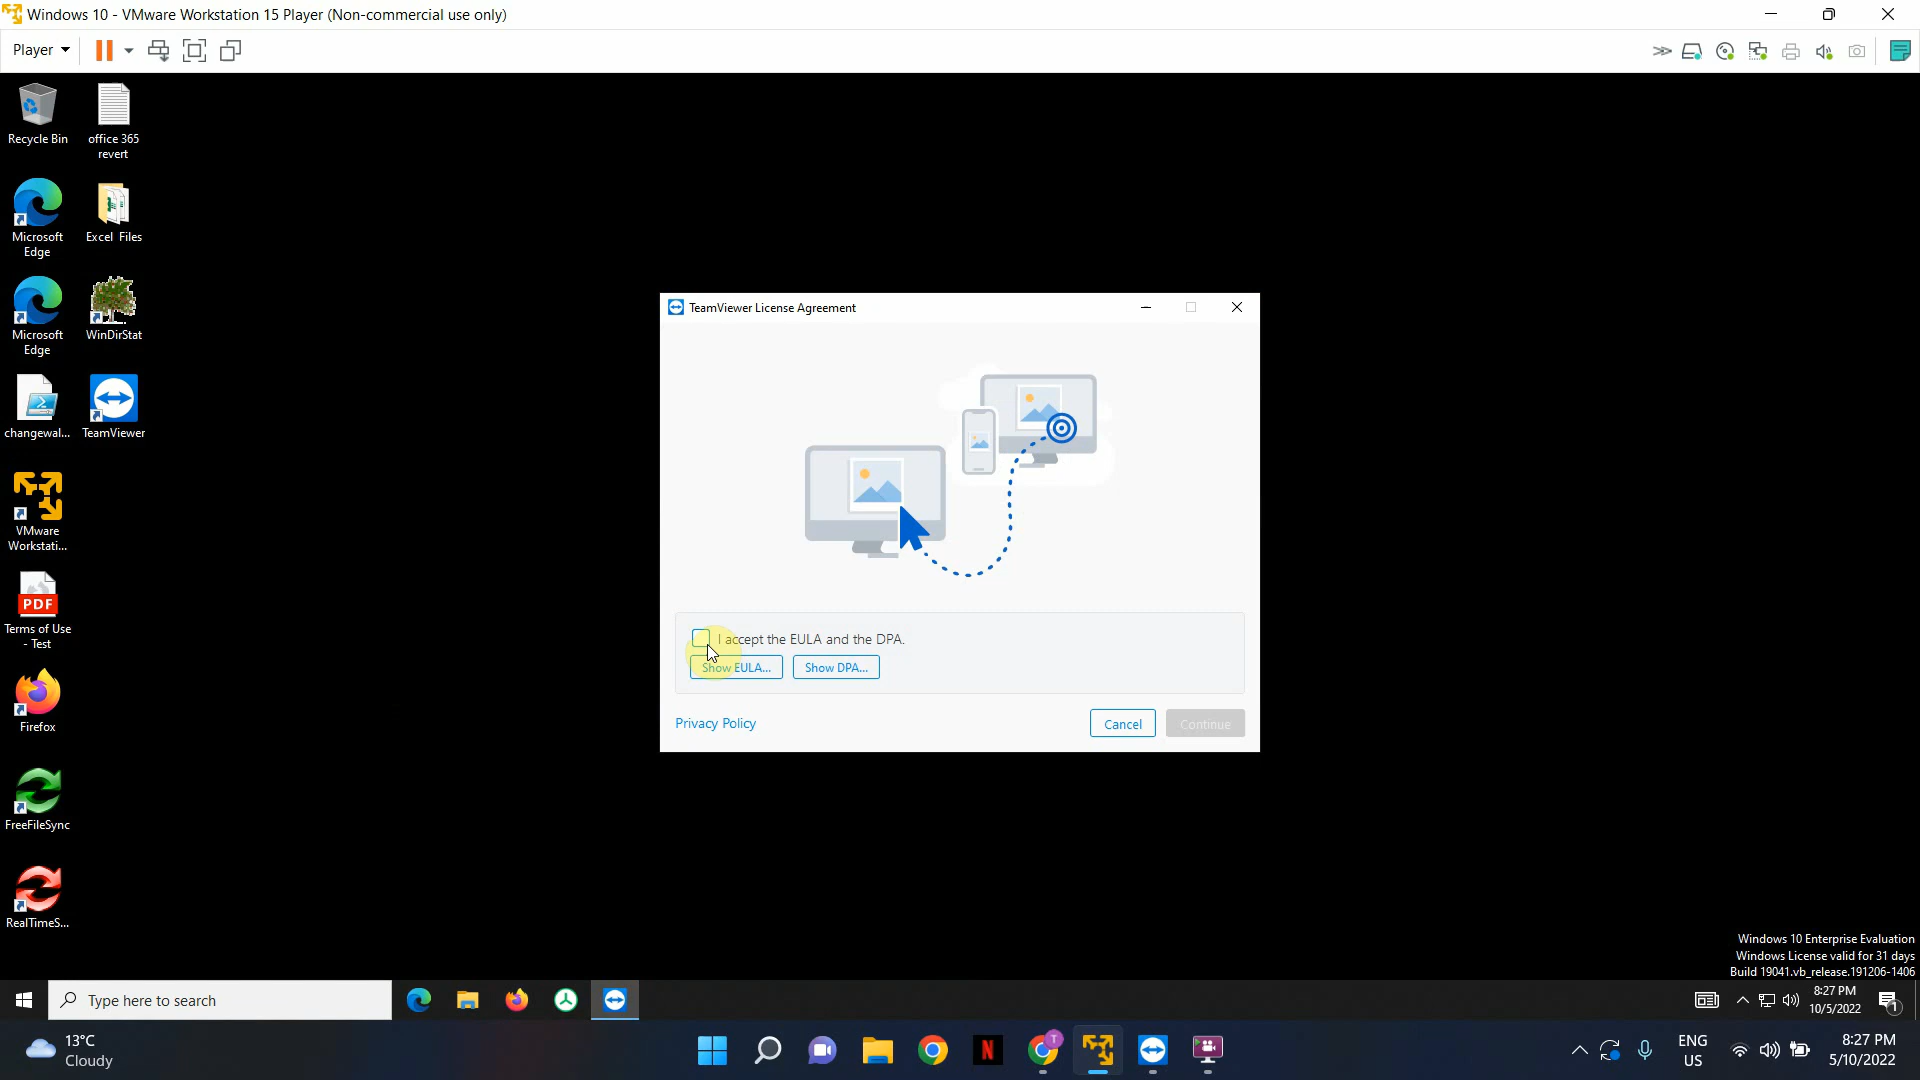 Windows 10 - VMware Workstation 15 Player (Non-commercial use only)
Player
Recycle Bin
office 365
revert
Microsoft
Edge
Excel Files
Microsoft
Edge
WinDirStat
changewal...
TeamViewer
VMware
Workstati...
PDF
Terms of Use
- Test
Firefox
FreeFileSync
RealTimeS...
TeamViewer License Agreement
I accept the EULA and the DPA.
Show EULA...
Show DPA...
Privacy Policy
Cancel
Continue
Windows 10 Enterprise Evaluation
Windows License valid for 31 days
Build 19041.vb_release.191206-1406
Type here to search
8:27 PM
10/5/2022
1
13°C
Cloudy
N
T
ENG
US
8:27 PM
5/10/2022